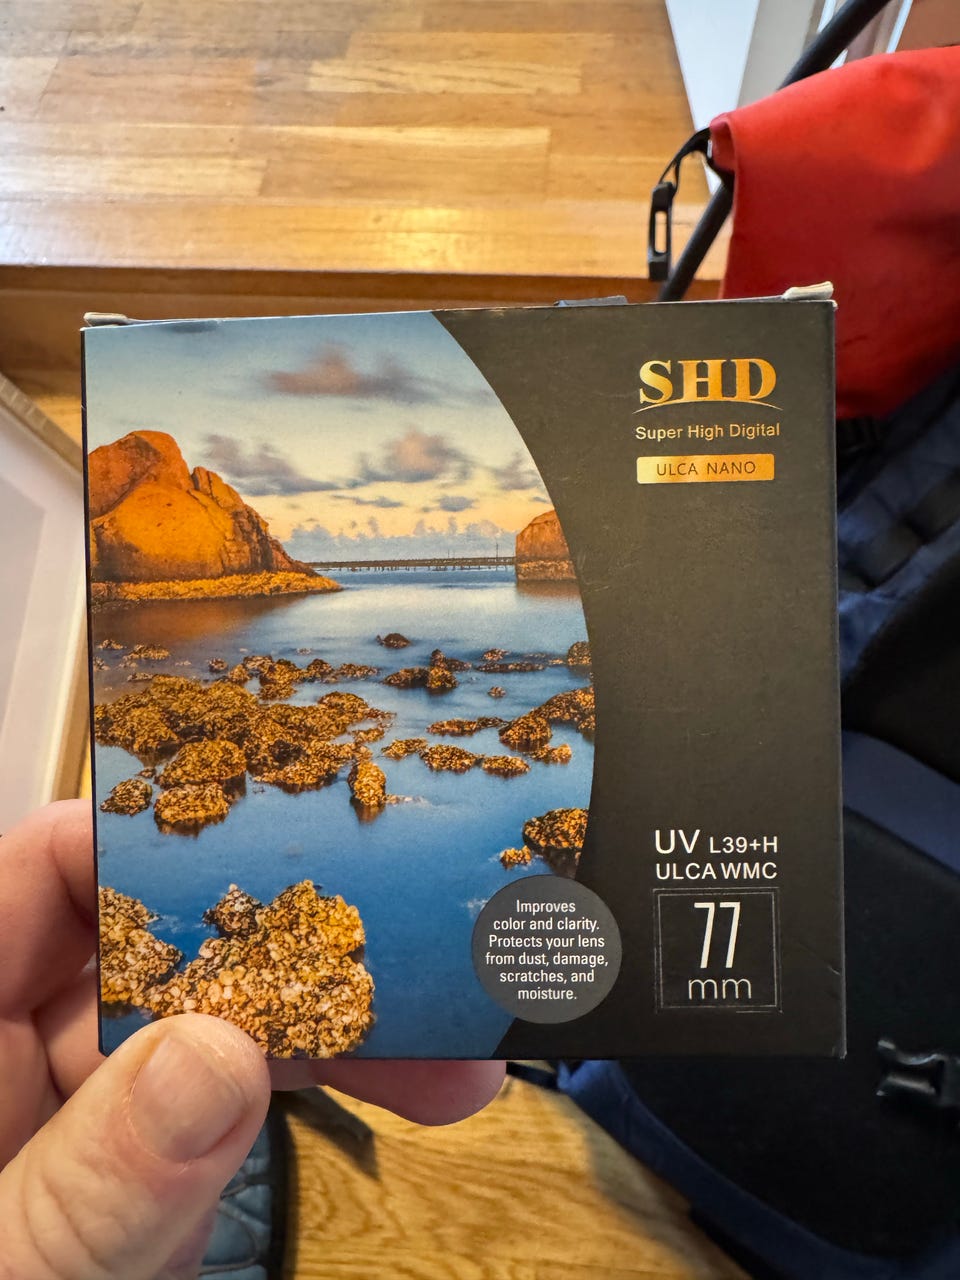 SHD
Super High Digital
ULCA NANO
UV L39+H
ULCA WMC
77
mm
Improves
color and clarity.
Protects your lens
from dust, damage,
scratches, and
moisture.